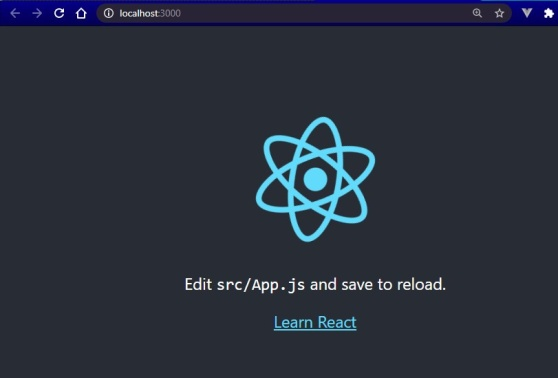 localhost:3000
Edit src/App.js and save to reload.
Learn React